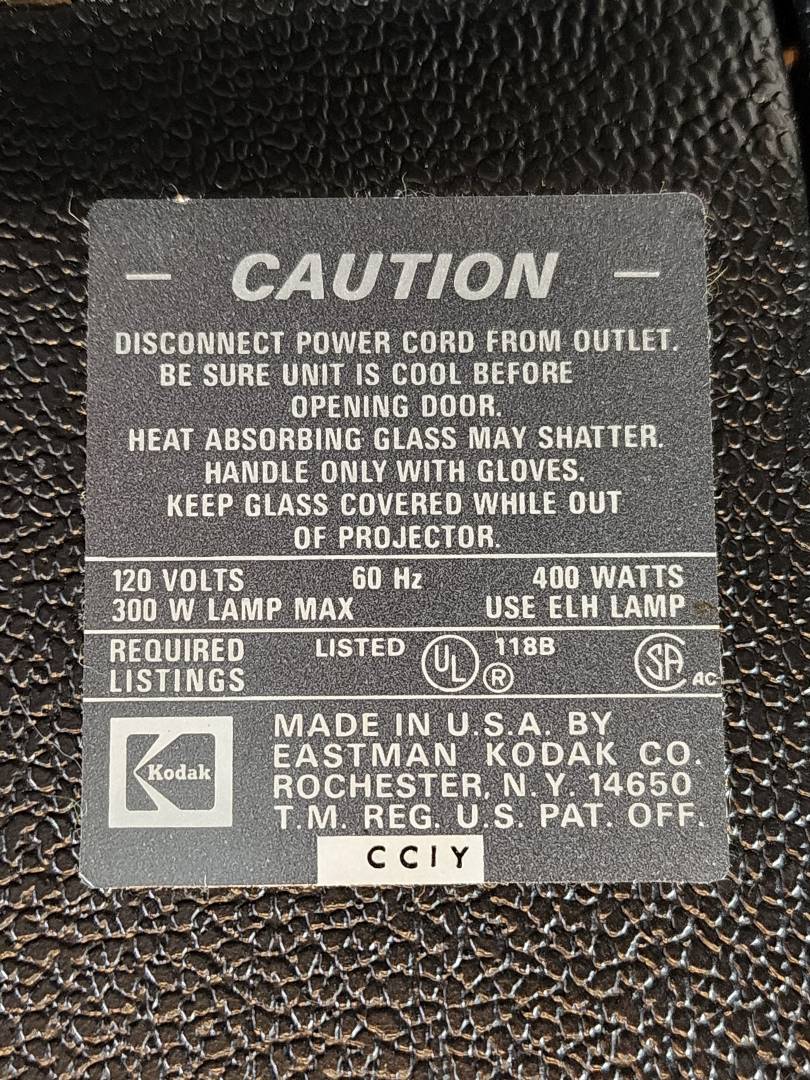 — CAUTION —
DISCONNECT POWER CORD FROM OUTLET.
BE SURE UNIT IS COOL BEFORE
OPENING DOOR.
HEAT ABSORBING GLASS MAY SHATTER.
HANDLE ONLY WITH GLOVES.
KEEP GLASS COVERED WHILE OUT
OF PROJECTOR.
120 VOLTS 60 Hz 400 WATTS
300 W LAMP MAX USE ELH LAMP
REQUIRED LISTED UL ® 118B SA AC
LISTINGS
Kodak
MADE IN U.S.A. BY
EASTMAN KODAK CO.
ROCHESTER, N.Y. 14650
T.M. REG. U.S. PAT. OFF.
CCIY